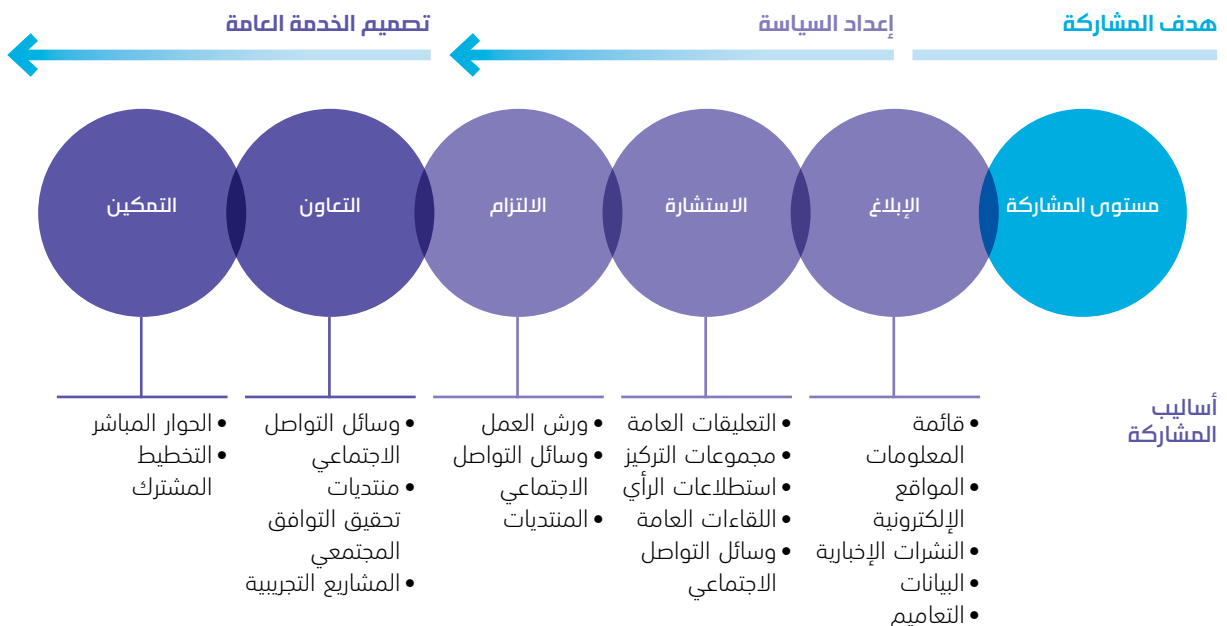 هدف المشاركة
إعداد السياسة
تصميم الخدمة العامة
مستوى المشاركة
الإبلاغ
الاستشارة
الالتزام
التعاون
التمكين
أساليب
المشاركة
• قائمة
المعلومات
• المواقع
الإلكترونية
• النشرات الإخبارية
• البيانات
• التعاميم
• التعليقات العامة
• مجموعات التركيز
• استطلاعات الرأي
• اللقاءات العامة
• وسائل التواصل
الاجتماعي
• ورش العمل
• وسائل التواصل
الاجتماعي
• المنتديات
• وسائل التواصل
الاجتماعي
• منتديات
تحقيق التوافق
المجتمعي
• المشاريع التجريبية
• الحوار المباشر
• التخطيط
المشترك